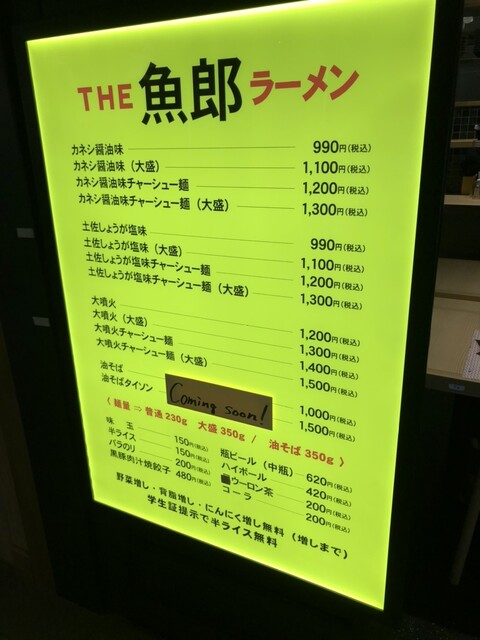 THE 魚郎 ラーメン
カネシ醤油味 990円(税込)
カネシ醤油味(大盛) 1,100円(税込)
カネシ醤油味チャーシュー麺 1,200円(税込)
カネシ醤油味チャーシュー麺(大盛) 1,300円(税込)
土佐しょうが塩味 990円(税込)
土佐しょうが塩味(大盛) 1,100円(税込)
土佐しょうが塩味チャーシュー麺 1,200円(税込)
土佐しょうが塩味チャーシュー麺(大盛) 1,300円(税込)
大噴火 1,200円(税込)
大噴火(大盛) 1,300円(税込)
大噴火チャーシュー麺 1,400円(税込)
大噴火チャーシュー麺(大盛) 1,500円(税込)
油そば 1,000円(税込)
油そばタイソン 1,500円(税込)
Coming soon!
〈 麺量 ⇒ 普通 230g 大盛 350g / 油そば 350g 〉
味玉 150円(税込)
半ライス 150円(税込)
バラのり 200円(税込)
黒豚肉汁焼餃子 480円(税込)
瓶ビール(中瓶) 620円(税込)
ハイボール 420円(税込)
ウーロン茶 200円(税込)
コーラ 200円(税込)
野菜増し・背脂増し・にんにく増し無料(増しまで)
学生証提示で半ライス無料